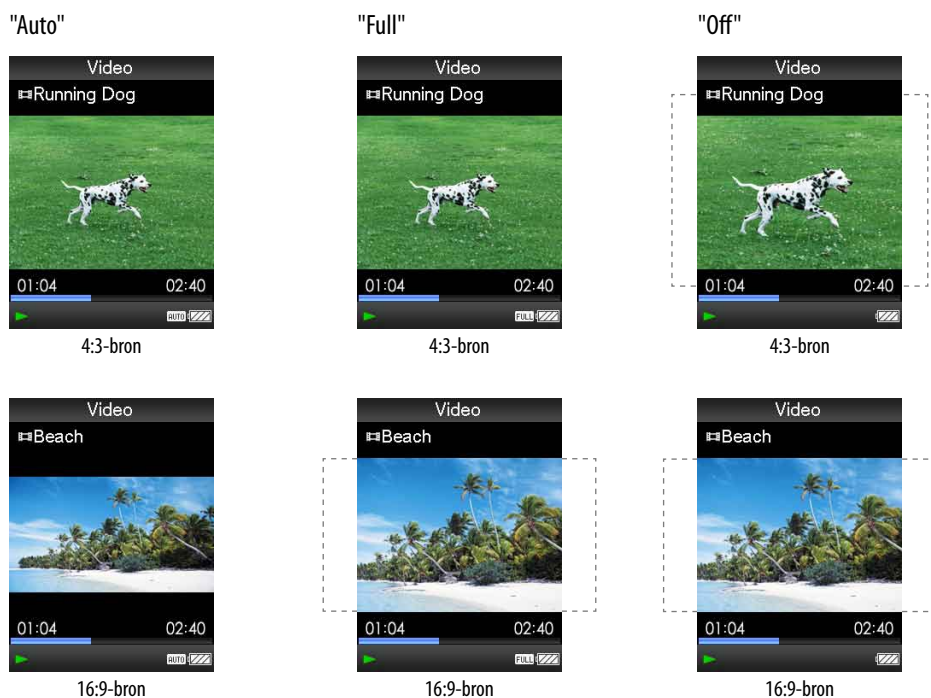 "Auto"
"Full"
"Off"
Video
Running Dog
01:04 02:40
AUTO
4:3-bron
Video
Running Dog
01:04 02:40
FULL
4:3-bron
Video
Running Dog
01:04 02:40
4:3-bron
Video
Beach
01:04 02:40
AUTO
16:9-bron
Video
Beach
01:04 02:40
FULL
16:9-bron
Video
Beach
01:04 02:40
16:9-bron